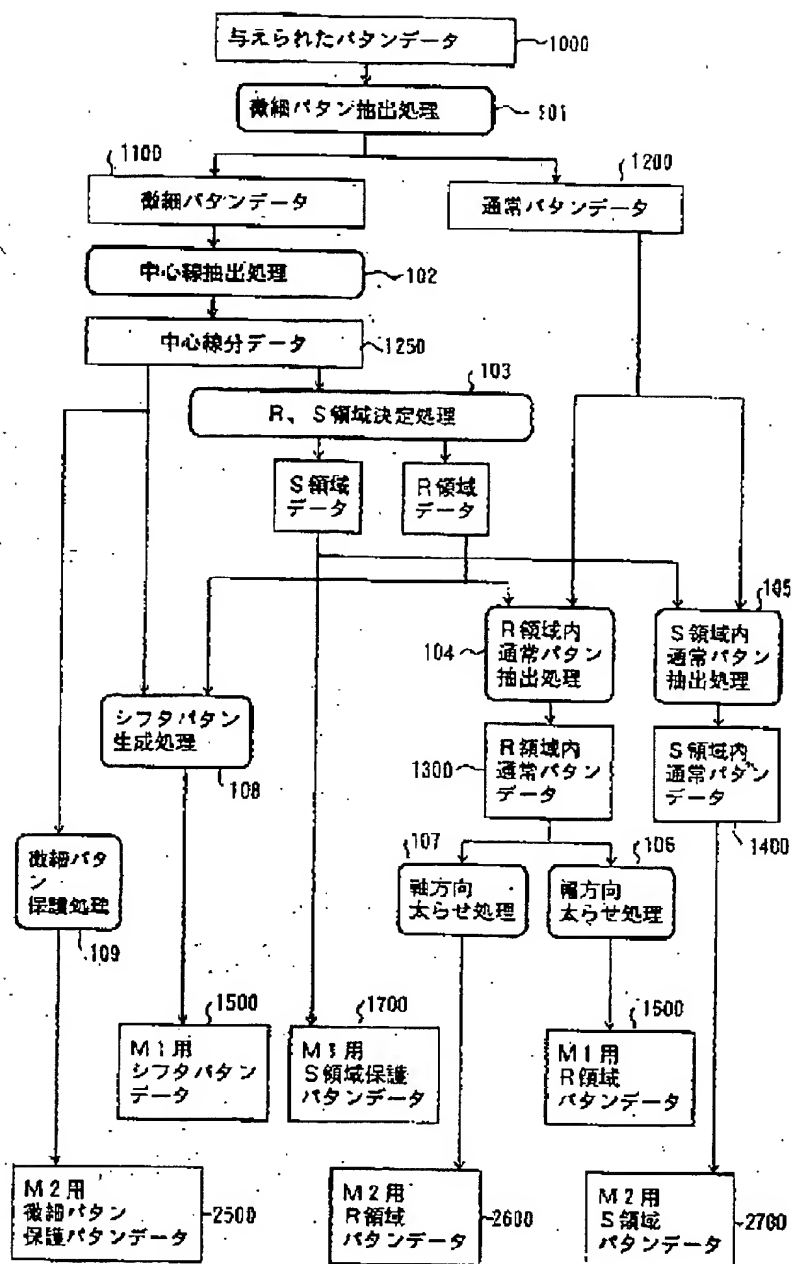 与えられたパタンデータ
1000
微細パタン抽出処理
101
1100
微細パタンデータ
1200
通常パタンデータ
中心線抽出処理
102
中心線分データ
1250
103
R、S領域決定処理
S領域
データ
R領域
データ
104
R領域内
通常パタン
抽出処理
105
S領域内
通常パタン
抽出処理
シフタパタン
生成処理
108
1300
R領域内
通常パタン
データ
S領域内
通常パタン
データ
1400
微細パタ
ン
保護処理
109
107
軸方向
太らせ処理
106
幅方向
太らせ処理
1500
M1用
シフタパタン
データ
1700
M3用
S領域保護
パタンデータ
1600
M1用
R領域
パタンデータ
M2用
微細パタン
保護パタンデータ
2500
M2用
R領域
パタンデータ
2600
M2用
S領域
パタンデータ
2700